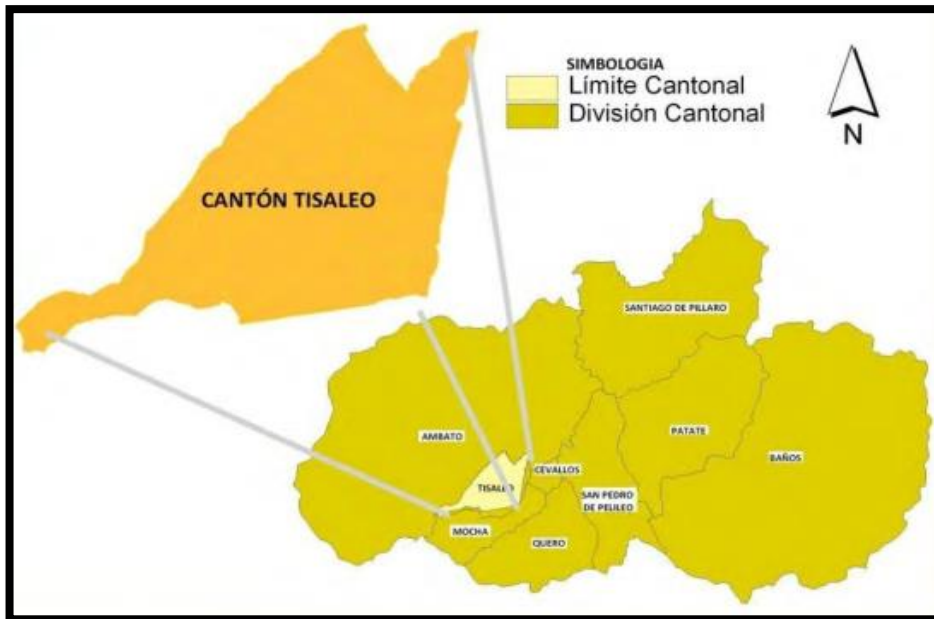 SIMBOLOGIA
Límite Cantonal
División Cantonal
N
CANTÓN TISALEO
SANTIAGO DE PILLARO
AMBATO
PATATE
BAÑOS
CEVALLOS
TISALEO
SAN PEDRO
DE PELILEO
MOCHA
QUERO